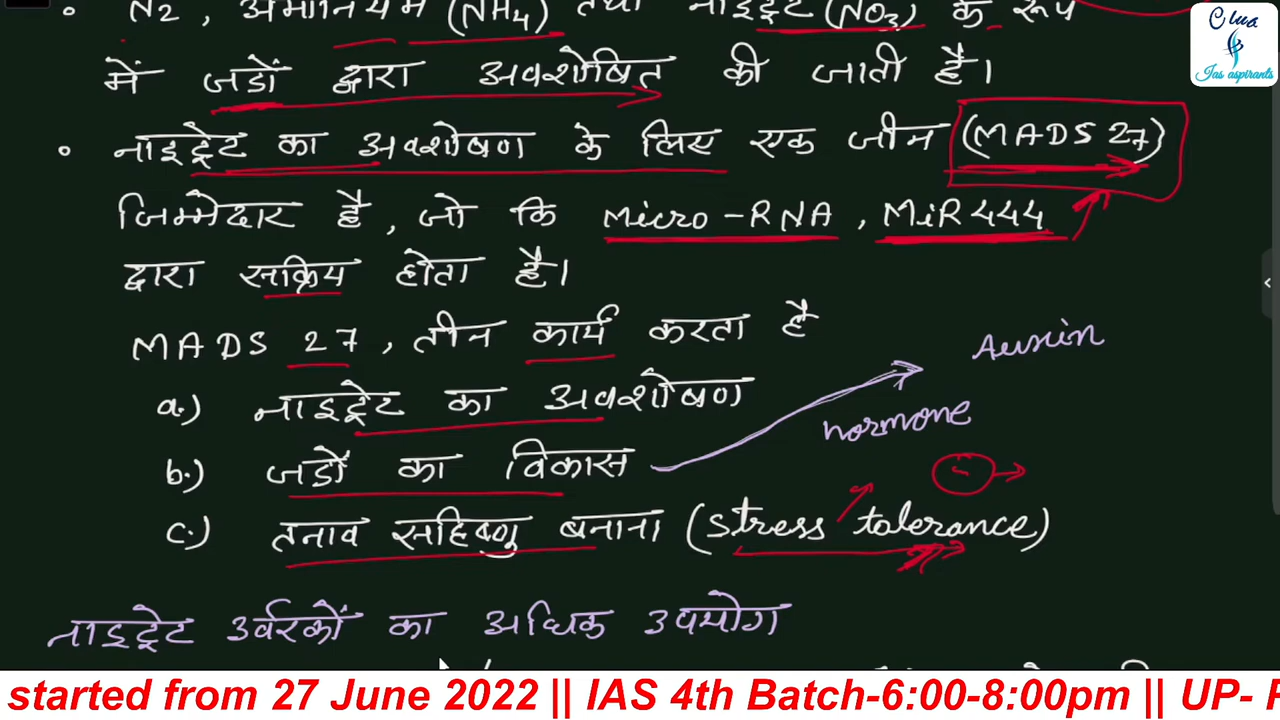 • N2, अमोनियम (NH4) तथा नाइट्रेट (NO3) के रूप
में जडों द्वारा अवशोषित की जाती है।
• नाइट्रेट का अवशोषण के लिए एक जीन (MADS 27)
जिम्मेदार है, जो कि Micro-RNA, MiR444
द्वारा सक्रिय होता है।
MADS 27, तीन कार्य करता है
a.) नाइट्रेट का अवशोषण
Auxin
hormone
b.) जडों का विकास
c.) तनाव सहिष्णु बनाना (stress tolerance)
नाइट्रेट उर्वरकों का अधिक उपयोग
Ias aspirants
started from 27 June 2022 || IAS 4th Batch-6:00-8:00pm || UP-